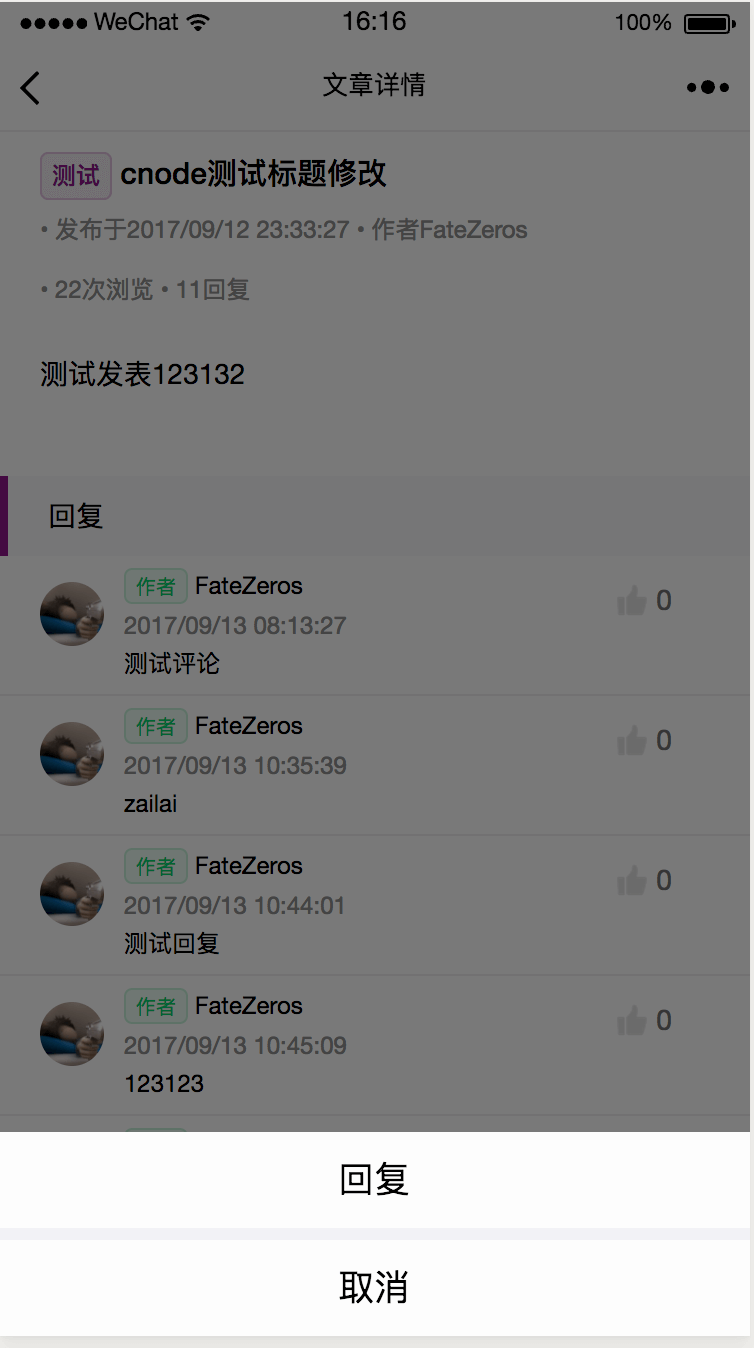 WeChat 16:16 100%
文章详情
测试 cnode测试标题修改
• 发布于2017/09/12 23:33:27 • 作者FateZeros
• 22次浏览 • 11回复
测试发表123132
回复
作者 FateZeros 0
2017/09/13 08:13:27
测试评论
作者 FateZeros 0
2017/09/13 10:35:39
zailai
作者 FateZeros 0
2017/09/13 10:44:01
测试回复
作者 FateZeros 0
2017/09/13 10:45:09
123123
回复
取消